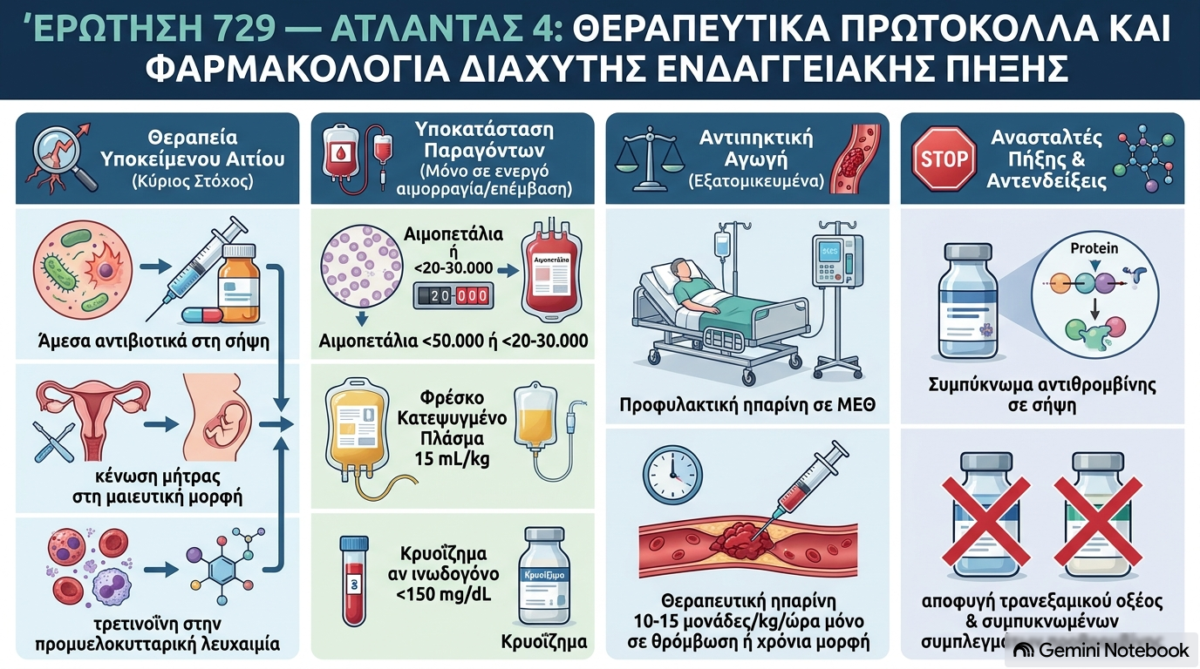 ΄ΕΡΩΤΗΣΗ 729 — ΑΤΛΑΝΤΑΣ 4: ΘΕΡΑΠΕΥΤΙΚΑ ΠΡΩΤΟΚΟΛΛΑ ΚΑΙ
ΦΑΡΜΑΚΟΛΟΓΙΑ ΔΙΑΧΥΤΗΣ ΕΝΔΑΓΓΕΙΑΚΗΣ ΠΗΞΗΣ
Θεραπεία
Υποκείμενου Αιτίου
(Κύριος Στόχος)
Άμεσα αντιβιοτικά στη σήψη
κένωση μήτρας
στη μαιευτική μορφή
τρετινοΐνη στην
προμυελοκυτταρική λευχαιμία
Υποκατάσταση
Παραγόντων
(Μόνο σε ενεργό
αιμορραγία/επέμβαση)
Αιμοπετάλια
ή
<20-30.000
20-000
Αιμοπετάλια
Αιμοπετάλια <50.000 ή <20-30.000
Φρέσκο
Κατεψυγμένο
Πλάσμα
15 mL/kg
3
Κρυοΐζημα
αν ινωδογόνο
<150 mg/dL
Κρυοΐζημα
Αντιπηκτική
Αγωγή
(Εξατομικευμένα)
Προφυλακτική ηπαρίνη σε ΜΕΘ
Θεραπευτική ηπαρίνη
10-15 μονάδες/kg/ώρα μόνο
σε θρόμβωση ή χρόνια μορφή
STOP
Ανασταλτές
Πήξης &
Αντενδείξεις
Protein
Συμπύκνωμα αντιθρομβίνης
σε σήψη
αποφυγή τρανεξαμικού οξέος
& συμπυκνωμένων
Gemini Notebook